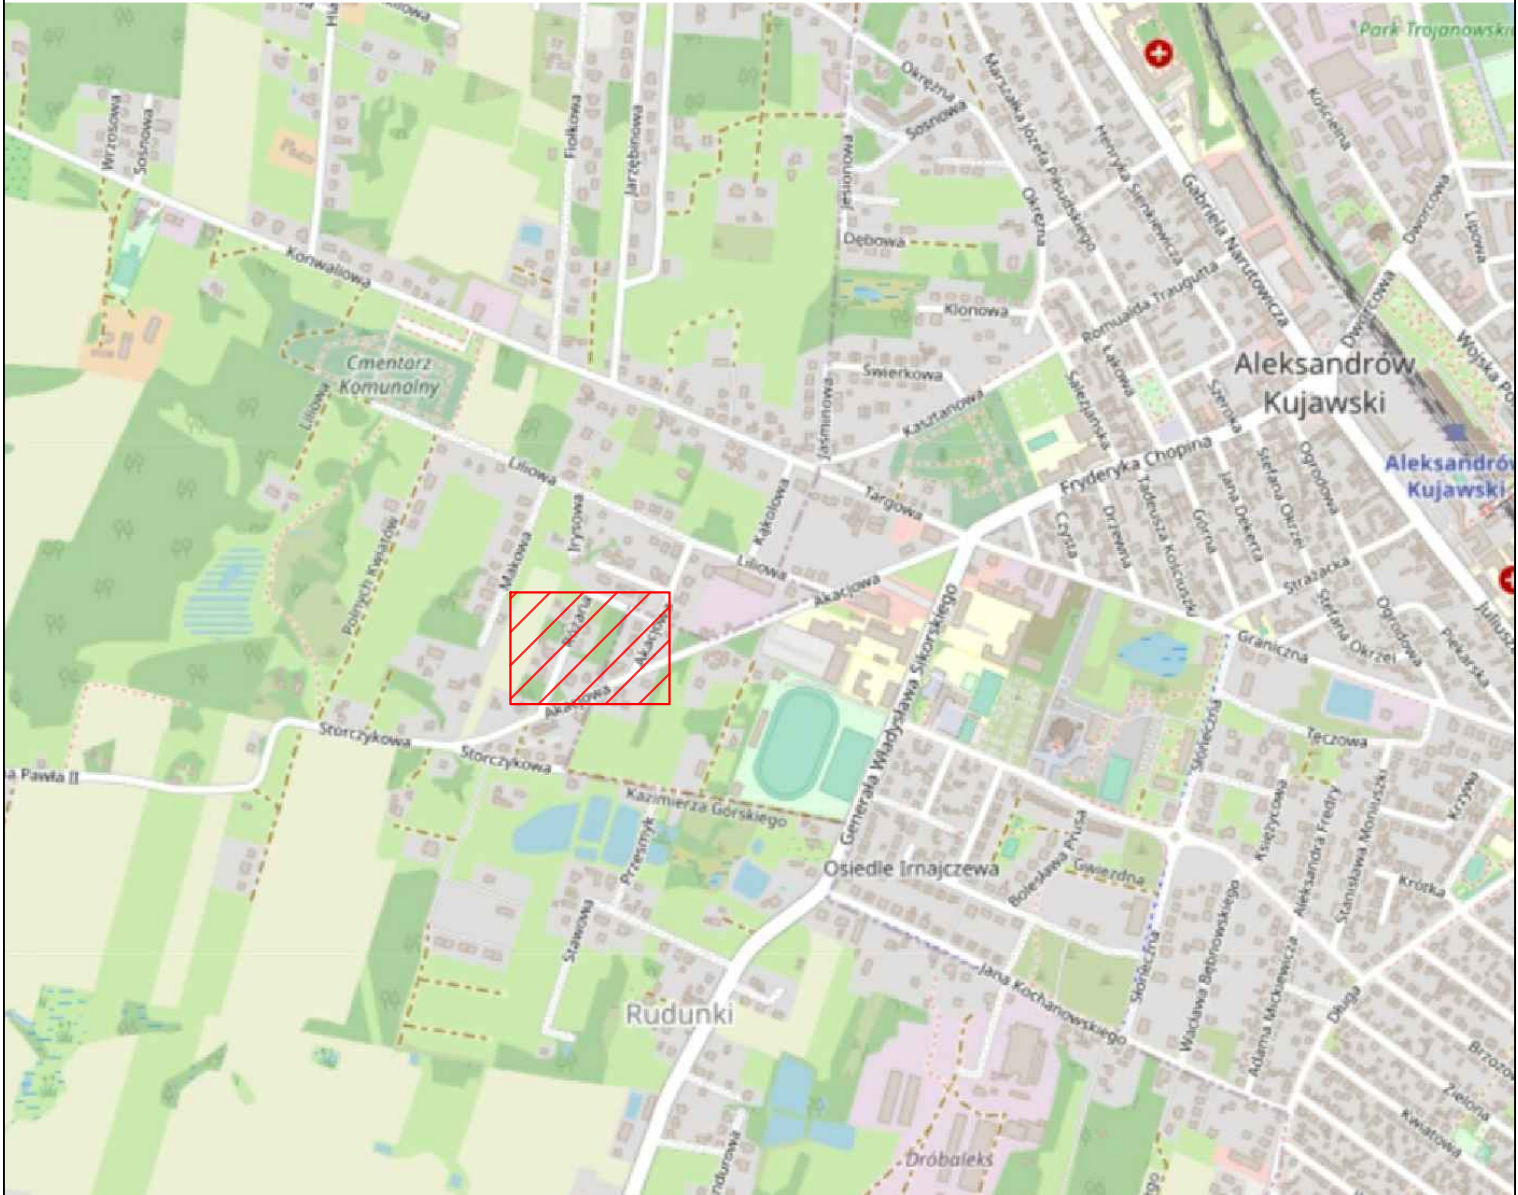 Park Trojanowski
Okrężna
Sosnowa
Marszałka Józefa Piłsudskiego
Henryka Sienkiewicza
Kościelna
Wrzosowa
Sosnowa
Fiołkowa
Jarzębinowa
Jesionowa
Okrężna
Gabriela Narutowicza
Dworcowa
Lipowa
Konwaliowa
Dębowa
Klonowa
Romualda Traugutta
Dworcowa
Wojska Po
Cmentarz
Komunalny
Świerkowa
Łąkowa
Aleksandrów
Kujawski
Liliowa
Jaśminowa
Kasztanowa
Salezjańska
Szeroka
Fryderyka Chopina
Liliowa
Targowa
Stefana Okrzei
Ogrodowa
Aleksandrów
Kujawski
Irysowa
Kąkolowa
Czysta
Drzewna
Tadeusza Kościuszki
Górna
Jana Dekerta
Makowa
Polnych Kwiatów
Liliowa
Akacjowa
Strażacka
Różana
Akacjowa
Generała Władysława Sikorskiego
Graniczna
Stefana Okrzei
Ogrodowa
Piekarska
Juliusz
Akacjowa
Storczykowa
Storczykowa
a Pawła II
Słoneczna
Tęczowa
Kazimierza Górskiego
Przesmyk
Osiedle Irnajczewa
Bolesława Prusa
Gwiezdna
Księżycowa
Aleksandra Fredry
Stanisława Moniuszki
Krzywa
Krótka
Stawowa
Słoneczna
Wacława Bębnowskiego
Adama Mickiewicza
Jana Kochanowskiego
Rudunki
Długa
Brzozow
Zielona
Kwiatowa
Dróbaleks
ndurowa